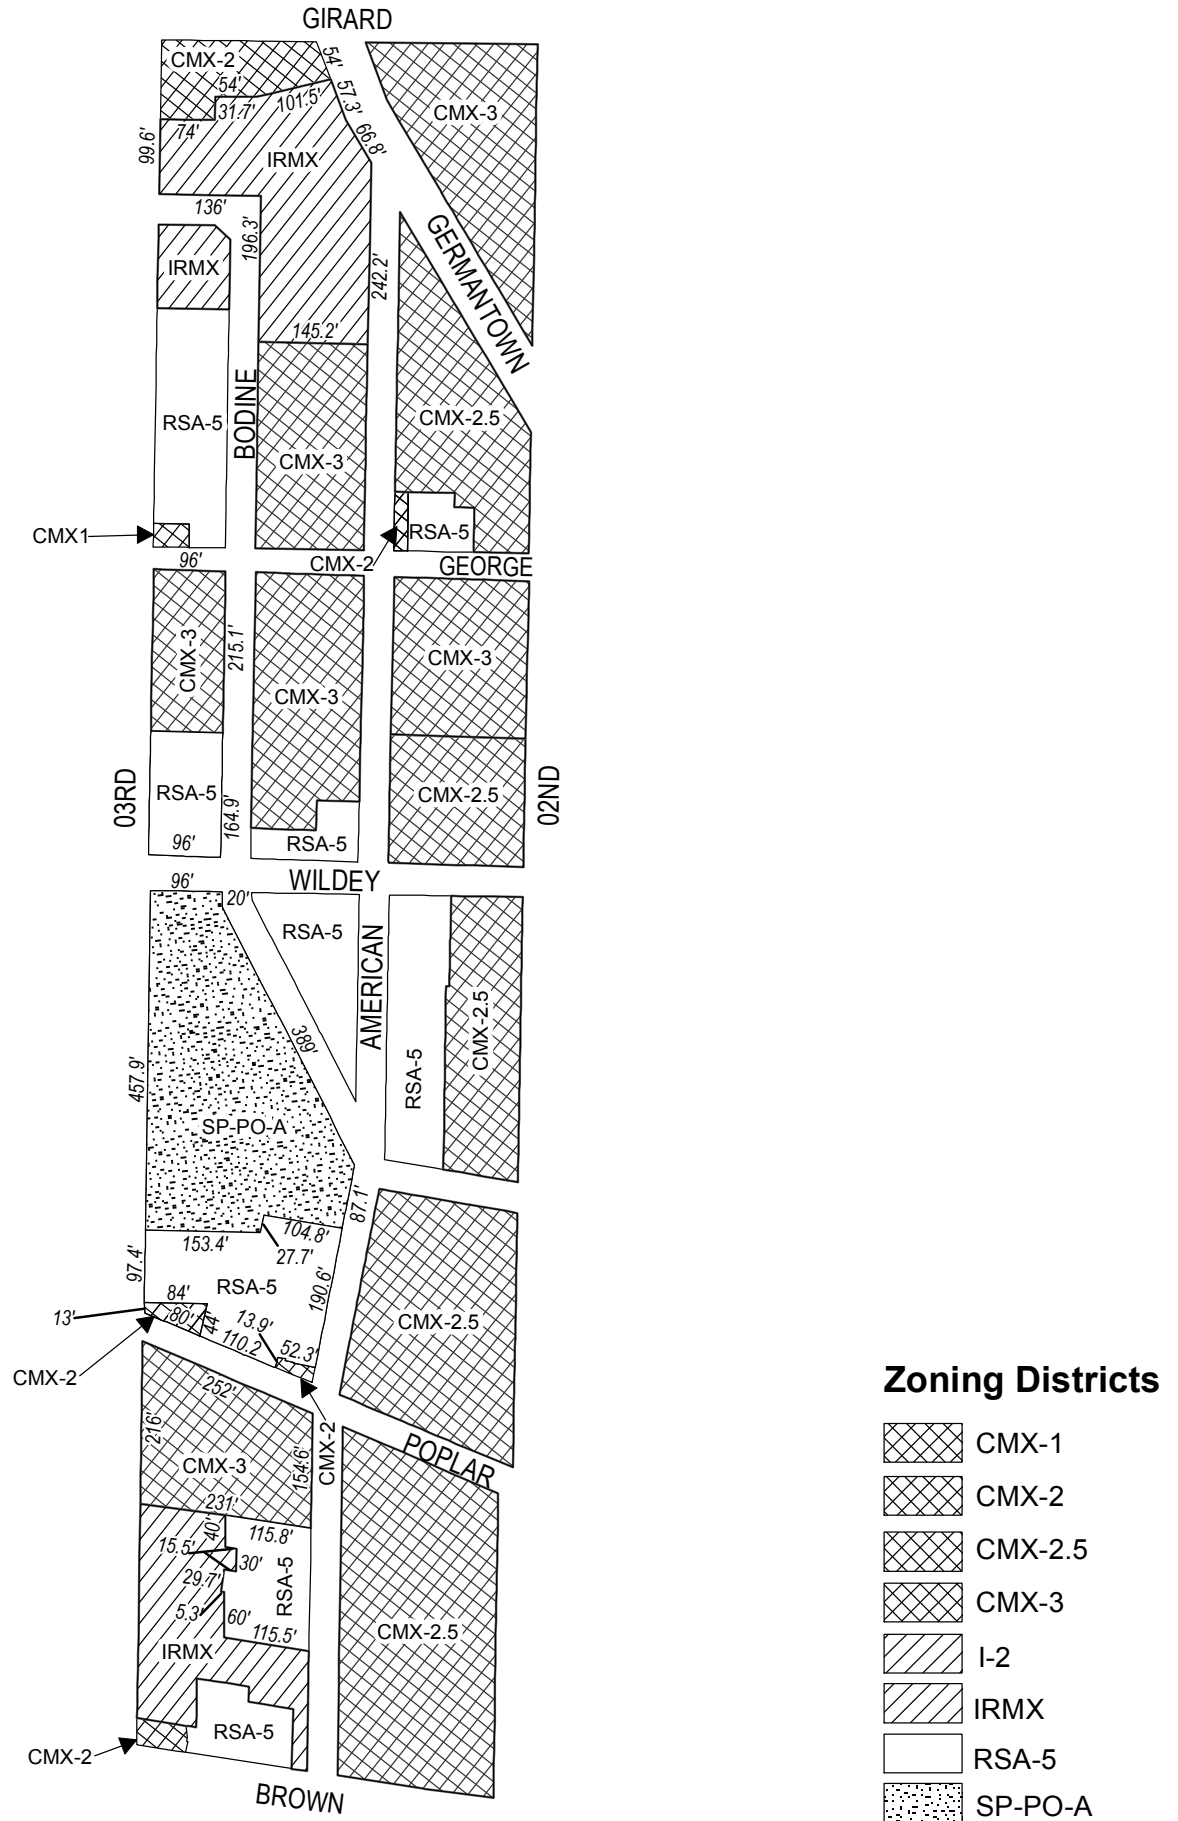 GIRARD
CMX-2
54'
54'
57.3'
66.8'
101.5'
31.7'
74'
99.6'
CMX-3
IRMX
136'
196.3'
242.2'
GERMANTOWN
IRMX
145.2'
BODINE
RSA-5
CMX-3
CMX-2.5
CMX1
RSA-5
96'
CMX-2
GEORGE
CMX-3
215.1'
CMX-3
CMX-3
03RD
RSA-5
164.9'
CMX-2.5
02ND
96'
RSA-5
WILDEY
96'
20'
RSA-5
AMERICAN
389'
RSA-5
CMX-2.5
457.9'
SP-PO-A
87.1'
104.8'
153.4'
27.7'
97.4'
RSA-5
190.6'
84'
13'
80'
44'
13.9'
110.2
52.3'
CMX-2.5
CMX-2
252'
CMX-2
216'
154.6'
POPLAR
CMX-3
231'
40'
115.8'
15.5'
30'
RSA-5
29.7'
5.3'
60'
115.5'
IRMX
CMX-2.5
RSA-5
CMX-2
BROWN
Zoning Districts
CMX-1
CMX-2
CMX-2.5
CMX-3
I-2
IRMX
RSA-5
SP-PO-A